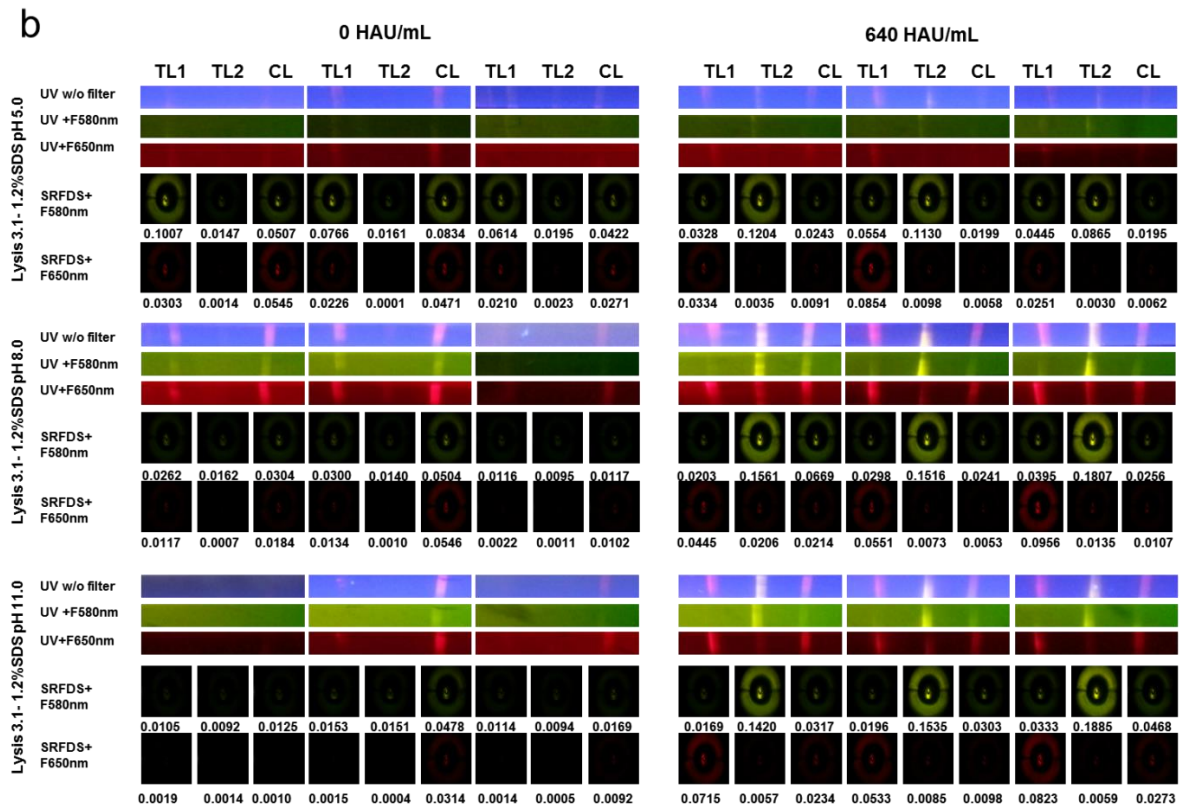 b
0 HAU/mL 640 HAU/mL
TL1 TL2 CL TL1 TL2 CL TL1 TL2 CL TL1 TL2 CL TL1 TL2 CL TL1 TL2 CL
Lysis 3.1- 1.2%SDS pH 5.0
UV w/o filter
UV +F580nm
UV+F650nm
SRFDS+
F580nm
0.1007 0.0147 0.0507 0.0766 0.0161 0.0834 0.0614 0.0195 0.0422 0.0328 0.1204 0.0243 0.0554 0.1130 0.0199 0.0445 0.0865 0.0195
SRFDS+
F650nm
0.0303 0.0014 0.0545 0.0226 0.0001 0.0471 0.0210 0.0023 0.0271 0.0334 0.0035 0.0091 0.0854 0.0098 0.0058 0.0251 0.0030 0.0062
Lysis 3.1- 1.2%SDS pH 8.0
UV w/o filter
UV +F580nm
UV+F650nm
SRFDS+
F580nm
0.0262 0.0162 0.0304 0.0300 0.0140 0.0504 0.0116 0.0095 0.0117 0.0203 0.1561 0.0669 0.0298 0.1516 0.0241 0.0395 0.1807 0.0256
SRFDS+
F650nm
0.0117 0.0007 0.0184 0.0134 0.0010 0.0546 0.0022 0.0011 0.0102 0.0445 0.0206 0.0214 0.0551 0.0073 0.0053 0.0956 0.0135 0.0107
Lysis 3.1- 1.2%SDS pH 11.0
UV w/o filter
UV +F580nm
UV+F650nm
SRFDS+
F580nm
0.0105 0.0092 0.0125 0.0153 0.0151 0.0478 0.0114 0.0094 0.0169 0.0169 0.1420 0.0317 0.0196 0.1535 0.0303 0.0333 0.1885 0.0468
SRFDS+
F650nm
0.0019 0.0014 0.0010 0.0015 0.0004 0.0314 0.0014 0.0005 0.0092 0.0715 0.0057 0.0234 0.0533 0.0085 0.0098 0.0823 0.0059 0.0273